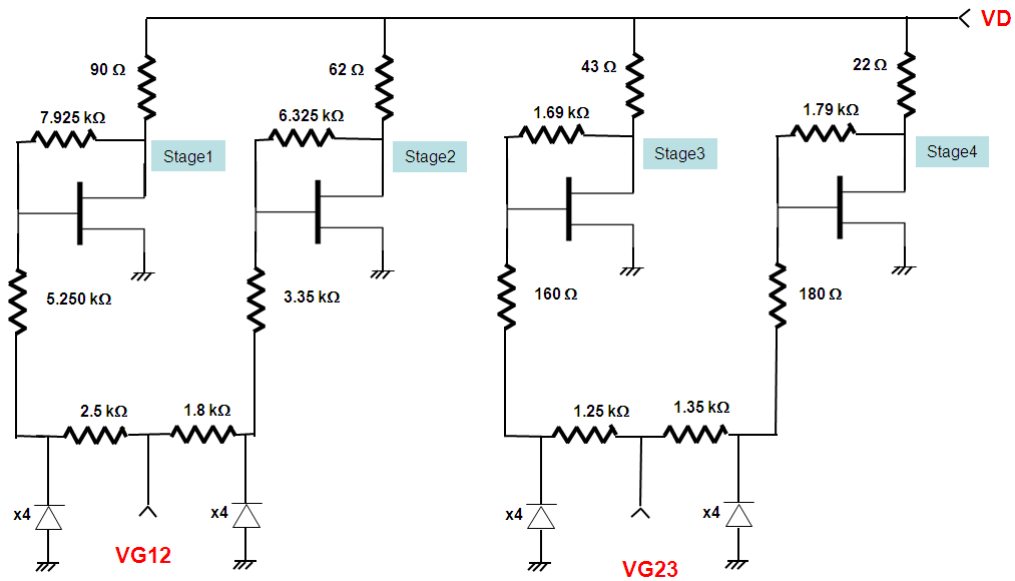 VD
90 Ω
62 Ω
43 Ω
22 Ω
7.925 kΩ
6.325 kΩ
1.69 kΩ
1.79 kΩ
Stage1
Stage2
Stage3
Stage4
5.250 kΩ
3.35 kΩ
160 Ω
180 Ω
2.5 kΩ
1.8 kΩ
1.25 kΩ
1.35 kΩ
x4
x4
x4
x4
VG12
VG23